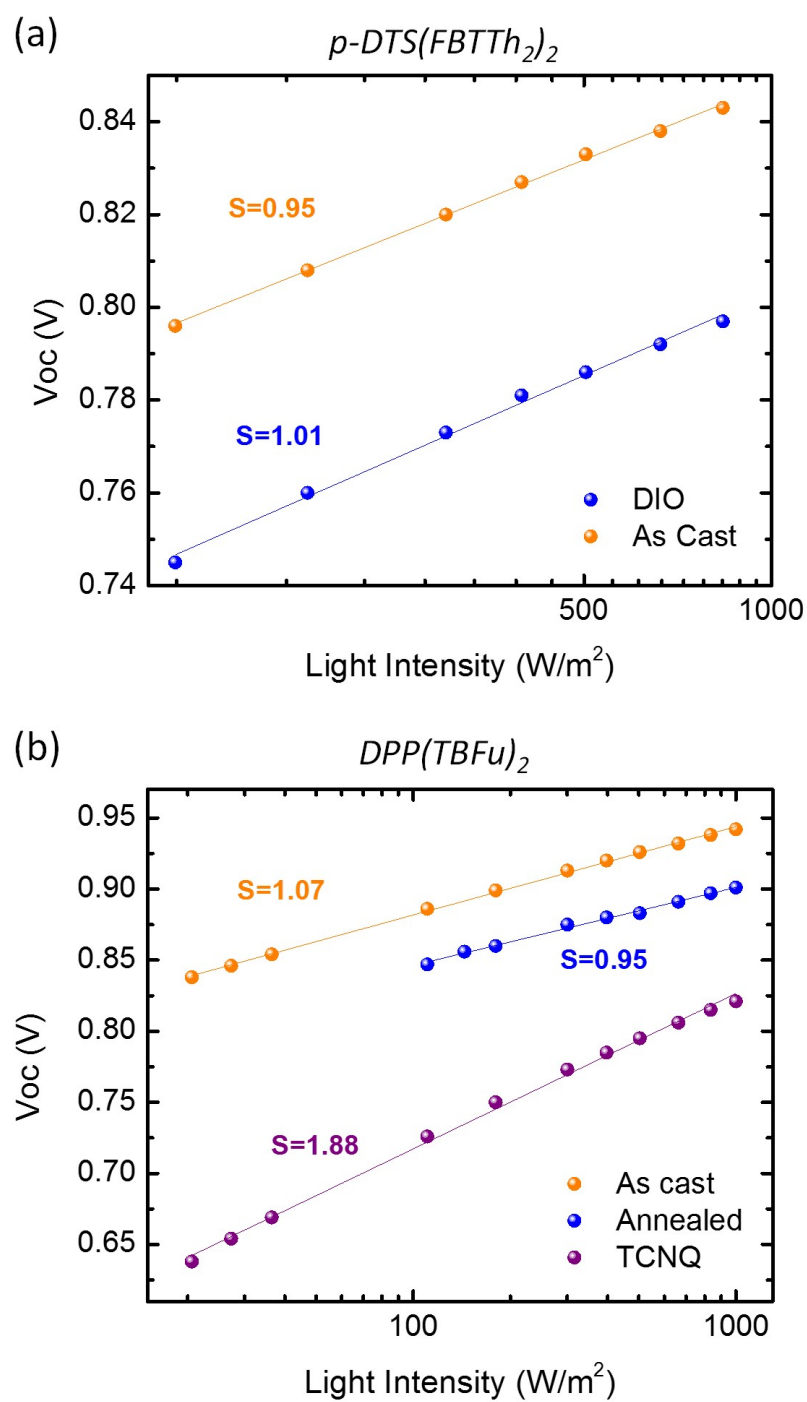 (a)
p-DTS(FBTTh₂)₂
0.84
0.82
0.80
0.78
0.76
0.74
Voc (V)
S=0.95
S=1.01
DIO
As Cast
500
1000
Light Intensity (W/m²)
(b)
DPP(TBFu)₂
0.95
0.90
0.85
0.80
0.75
0.70
0.65
Voc (V)
S=1.07
S=0.95
S=1.88
As cast
Annealed
TCNQ
100
1000
Light Intensity (W/m²)